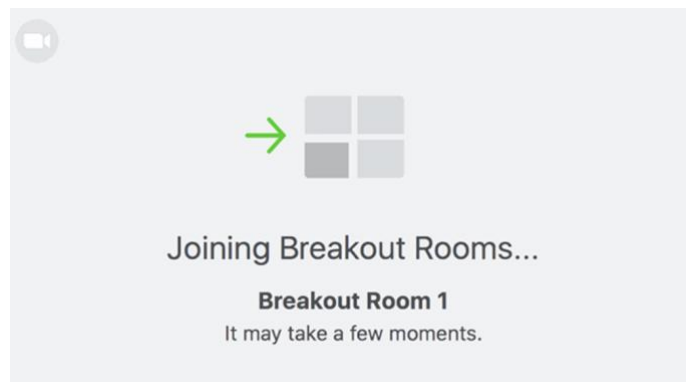 Joining Breakout Rooms...
Breakout Room 1
It may take a few moments.